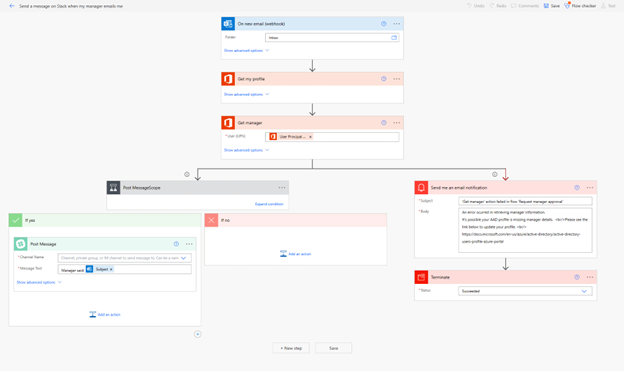 Send a message on Slack when my manager emails me
Undo Redo Comments Save Flow checker Test
On new email (webhook)
Folder Inbox
Show advanced options
Get my profile
Show advanced options
Get manager
* User (UPN) User Principal ... ×
Show advanced options
Post MessageScope
Expand condition
If yes
If no
Post Message
* Channel Name Channel, private group, or IM channel to send message to. Can be a nam
* Message Text Manager said Subject ×
Show advanced options
Add an action
Add an action
Send me an email notification
* Subject 'Get manager' action failed in flow 'Request manager approval'
* Body An error ocurred in retrieving manager information.
It's possible your AAD profile is missing manager details. <br/>Please see the
link below to update your profile. <br/>
https://docs.microsoft.com/en-us/azure/active-directory/active-directory-
users-profile-azure-portal
Terminate
* Status Succeeded
+ New step Save